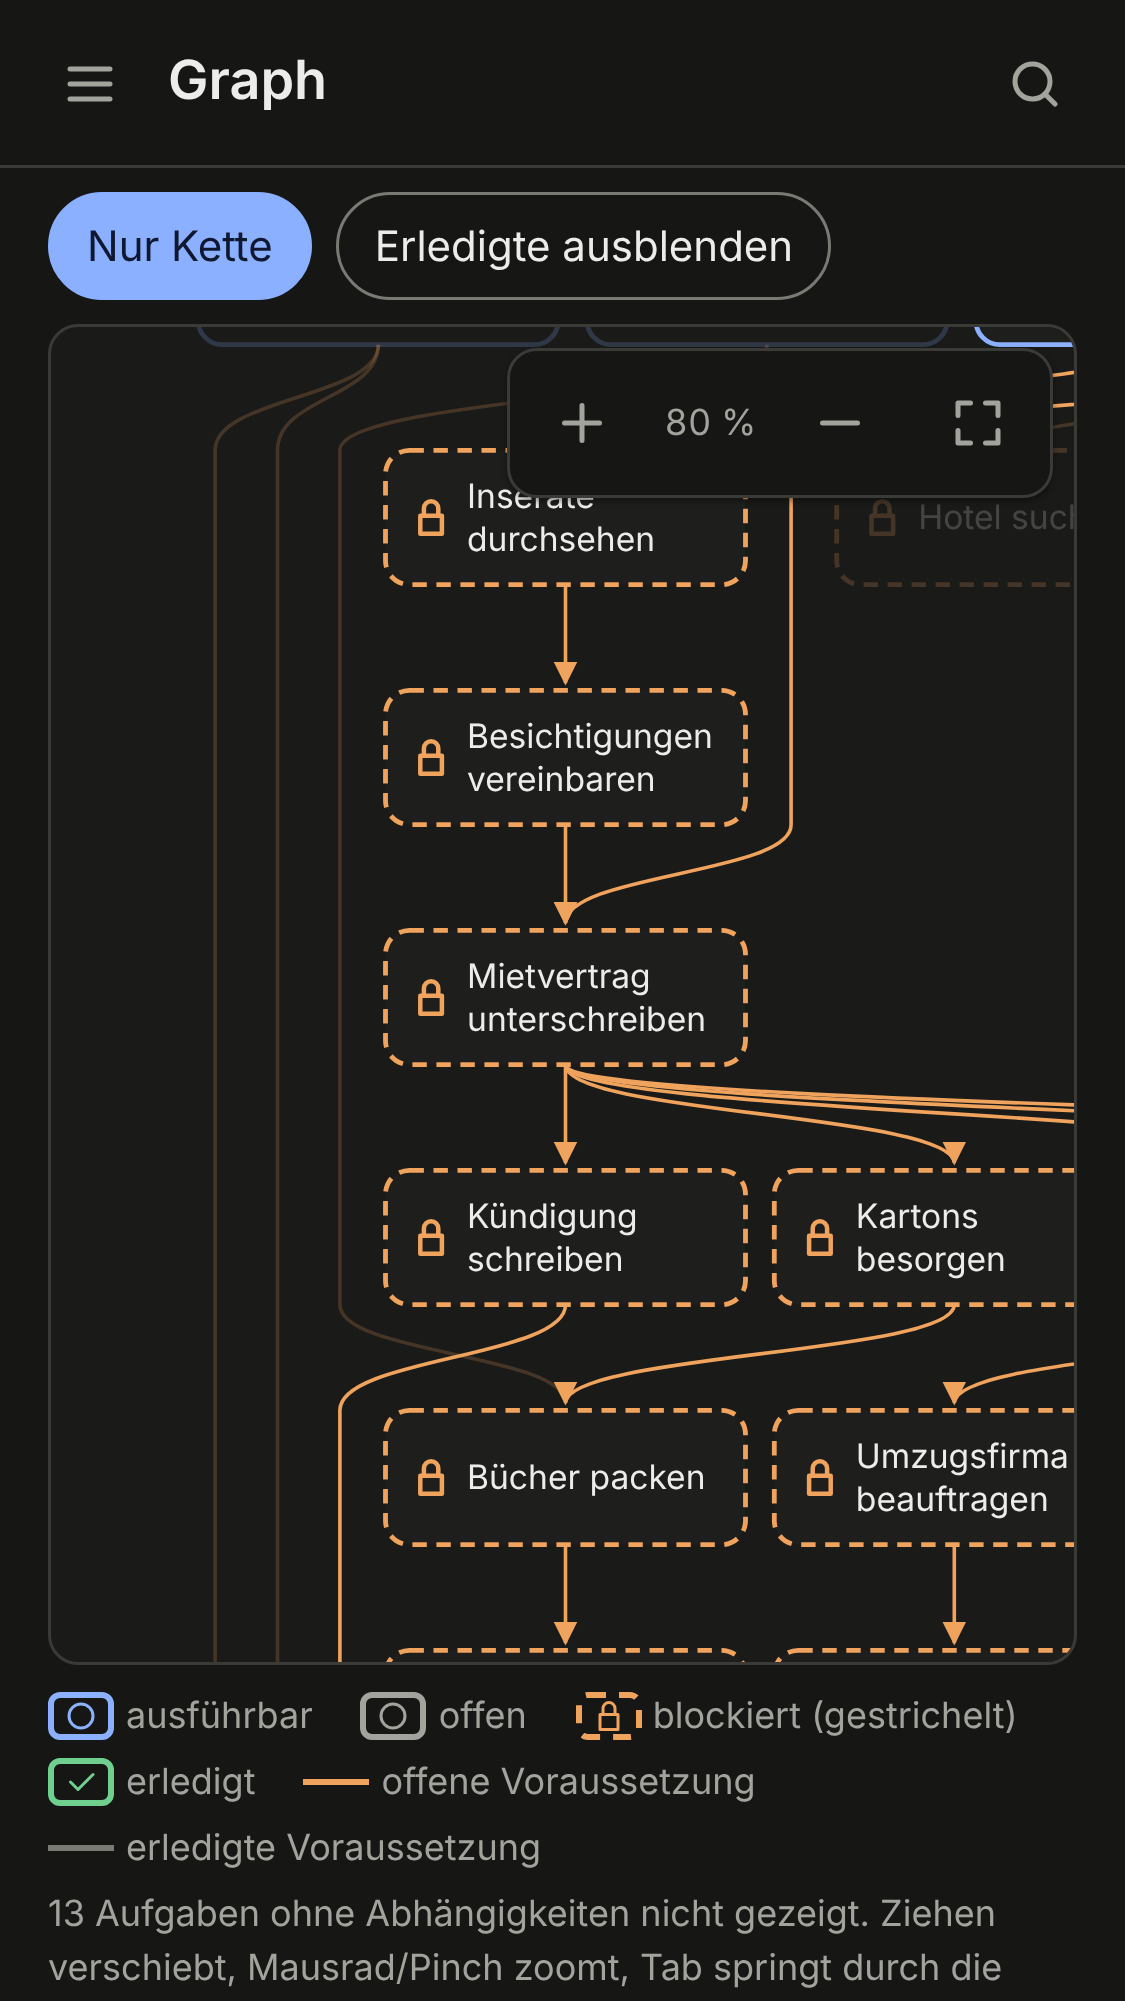 Graph
Nur Kette
Erledigte ausblenden
80 %
Inserate
durchsehen
Hotel
Besichtigungen
vereinbaren
Mietvertrag
unterschreiben
Kündigung
schreiben
Kartons
besorgen
Bücher packen
Umzugsfirma
beauftragen
ausführbar
offen
blockiert (gestrichelt)
erledigt
offene Voraussetzung
erledigte Voraussetzung
13 Aufgaben ohne Abhängigkeiten nicht gezeigt. Ziehen
verschiebt, Mausrad/Pinch zoomt, Tab springt durch die